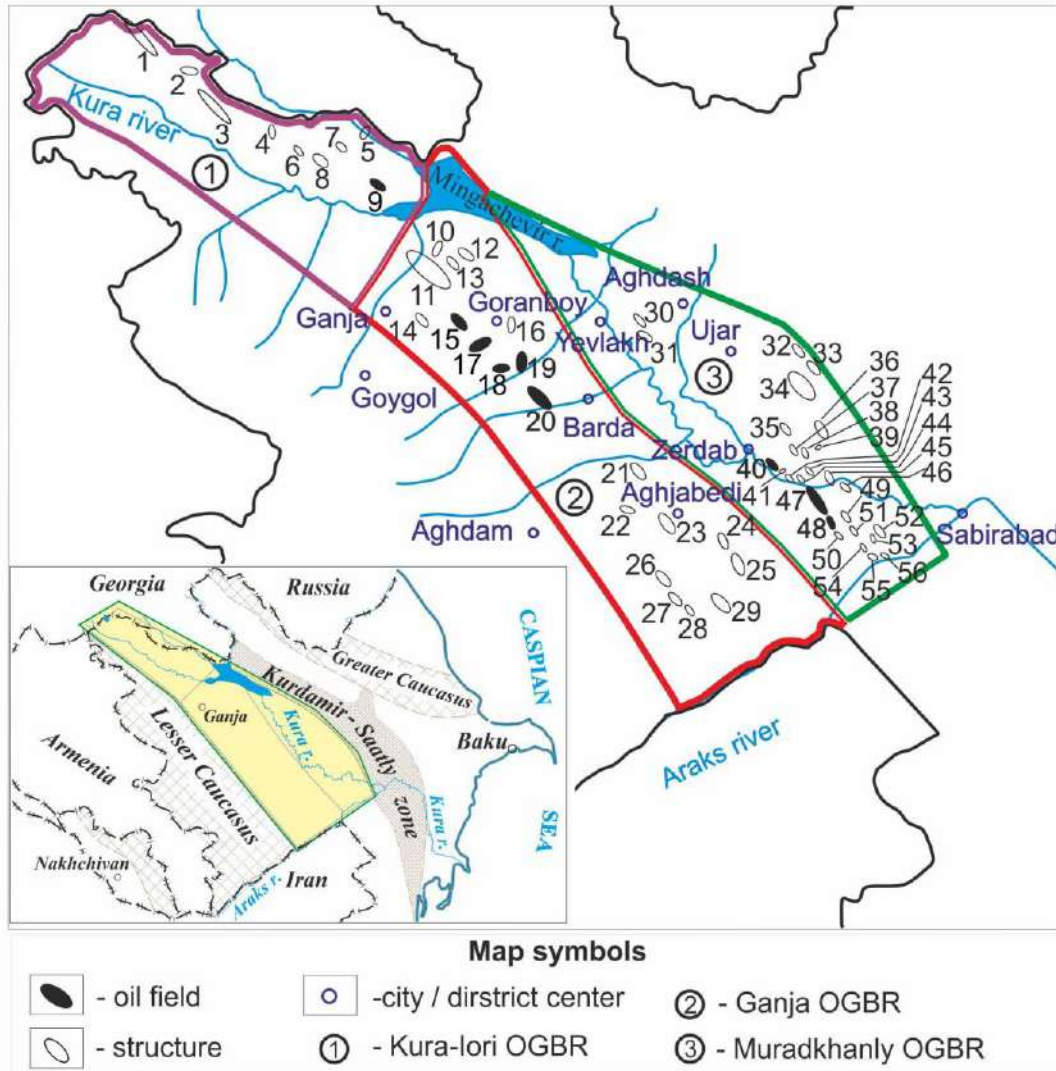 1
2
3
Kura river
4
7
5
6
8
①
9
Mingachevir r.
10
12
13
11
Aghdash
Ganja
Goranboy
30
14
16
Yevlakh
Ujar
15
31
32
33
36
17
19
③
37
42
18
34
38
43
Goygol
39
44
20
Barda
35
45
Zerdab
40
46
21
41
47
49
②
Aghjabedi
51
52
22
23
24
48
Sabirabad
Aghdam
50
53
54
56
25
55
26
27
28
29
Araks river
Georgia
Russia
CASPIAN
SEA
Greater Caucasus
Kurdamir - Saatly
zone
Ganja
Kura r.
Baku
Lesser Caucasus
Armenia
Kura r.
Nakhchivan
Iran
Araks r.
Map symbols
- oil field
-city / dirstrict center
② - Ganja OGBR
- structure
① - Kura-Iori OGBR
③ - Muradkhanly OGBR